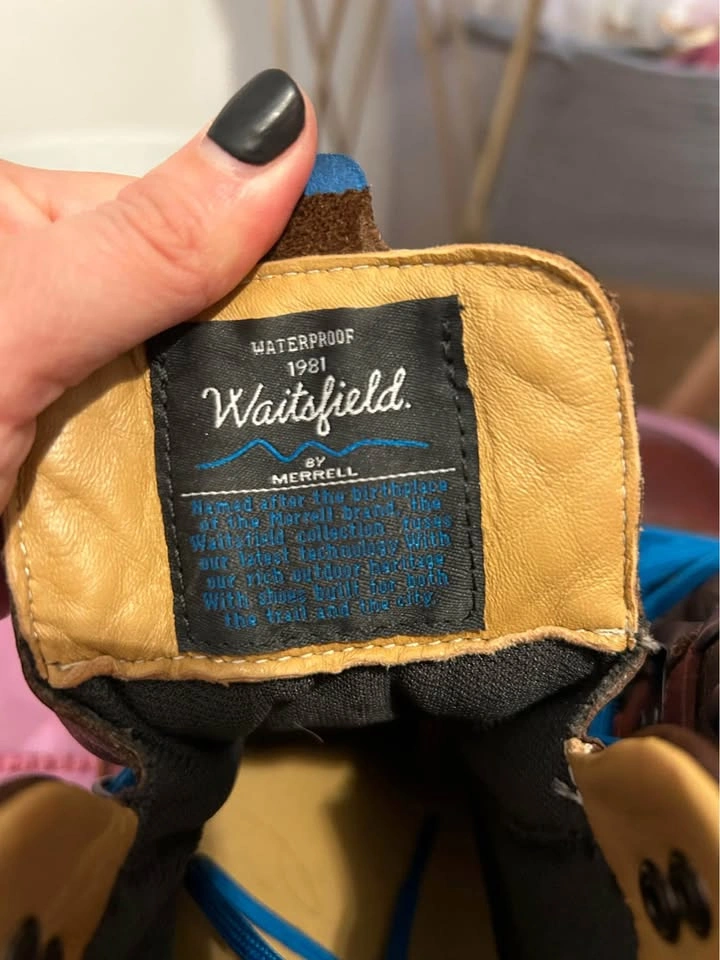 WATERPROOF
1981
Waitsfield.
BY
MERRELL
Named after the birthplace
of the Merrell brand, the
Waitsfield collection fuses
our latest technology With
our rich outdoor heritage
With shoes built for both
the trail and the city.